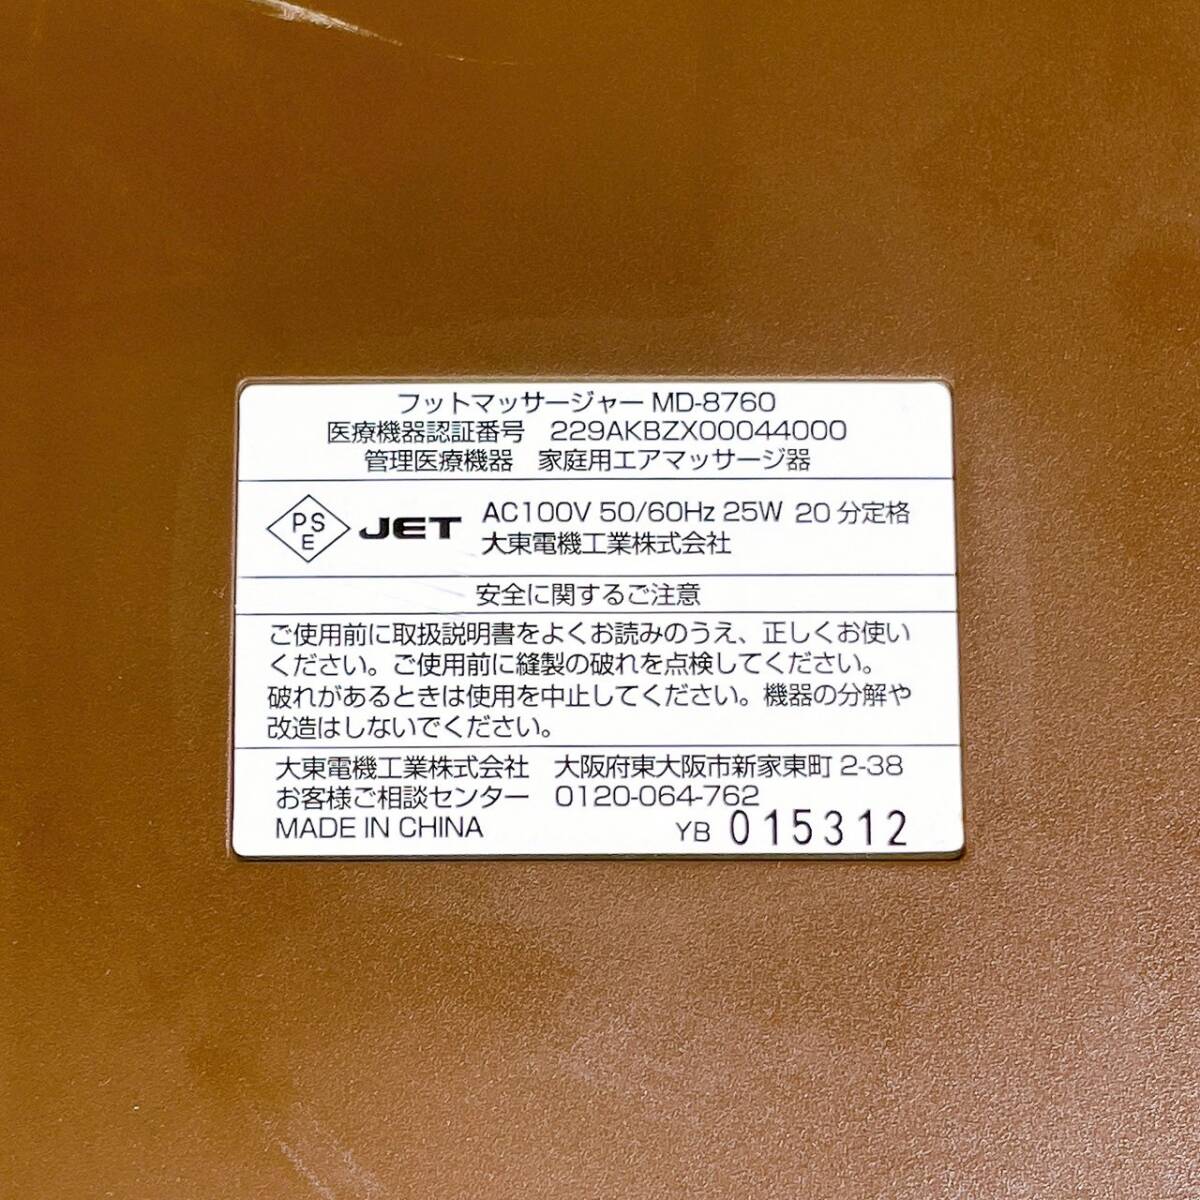 フットマッサージャー MD-8760
医療機器認証番号 229AKBZX00044000
管理医療機器 家庭用エアマッサージ器
PSE JET AC100V 50/60Hz 25W 20分定格
大東電機工業株式会社
安全に関するご注意
ご使用前に取扱説明書をよくお読みのうえ、正しくお使い
ください。ご使用前に縫製の破れを点検してください。
破れがあるときは使用を中止してください。機器の分解や
改造はしないでください。
大東電機工業株式会社 大阪府東大阪市新家東町 2-38
お客様ご相談センター 0120-064-762
MADE IN CHINA YB 015312